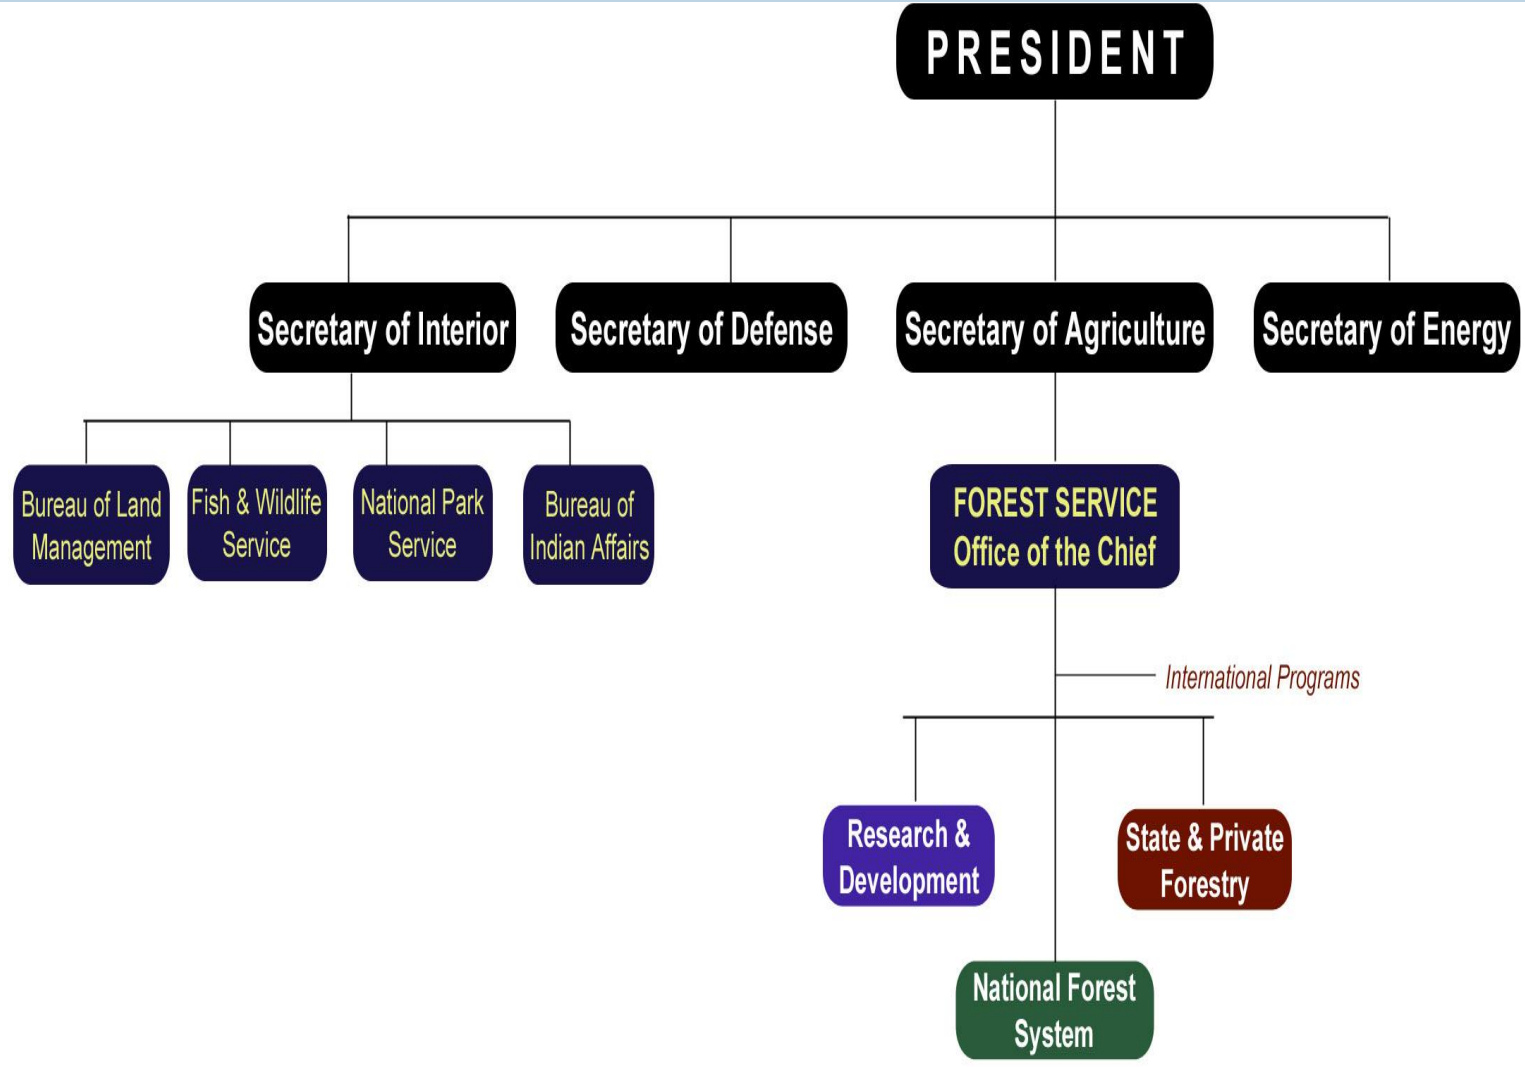 PRESIDENT
Secretary of Interior
Secretary of Defense
Secretary of Agriculture
Secretary of Energy
Bureau of Land
Management
Fish & Wildlife
Service
National Park
Service
Bureau of
Indian Affairs
FOREST SERVICE
Office of the Chief
International Programs
Research &
Development
State & Private
Forestry
National Forest
System